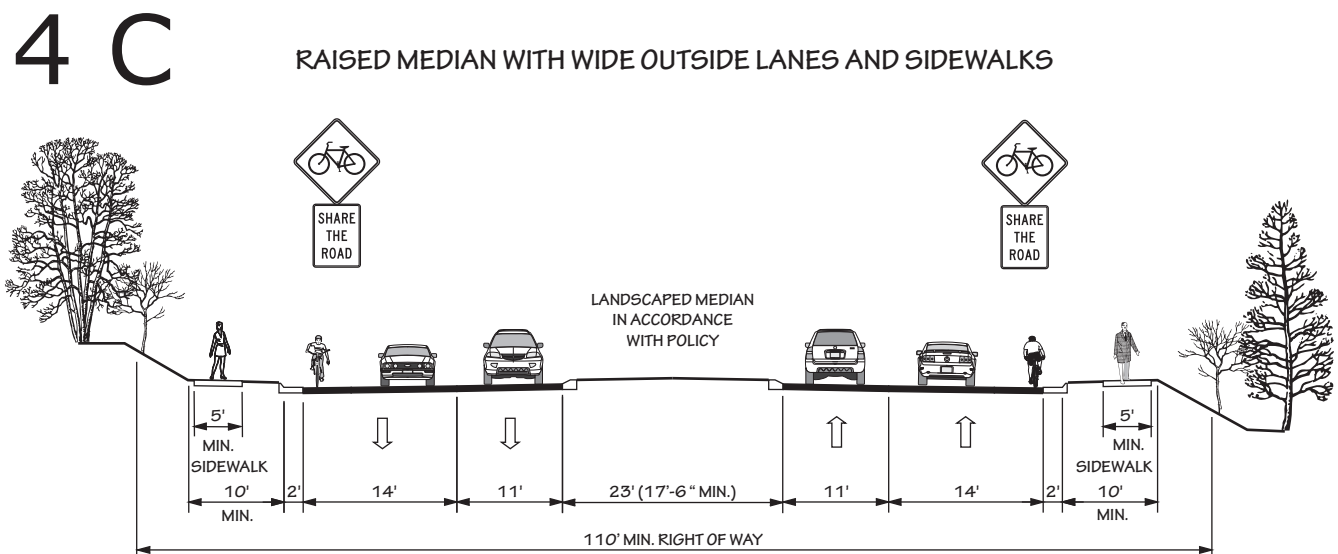 4 C
RAISED MEDIAN WITH WIDE OUTSIDE LANES AND SIDEWALKS
SHARE
THE
ROAD
SHARE
THE
ROAD
LANDSCAPED MEDIAN
IN ACCORDANCE
WITH POLICY
5'
MIN.
SIDEWALK
5'
MIN.
SIDEWALK
10'
MIN.
2'
14'
11'
23' (17'-6 " MIN.)
11'
14'
2'
10'
MIN.
110' MIN. RIGHT OF WAY